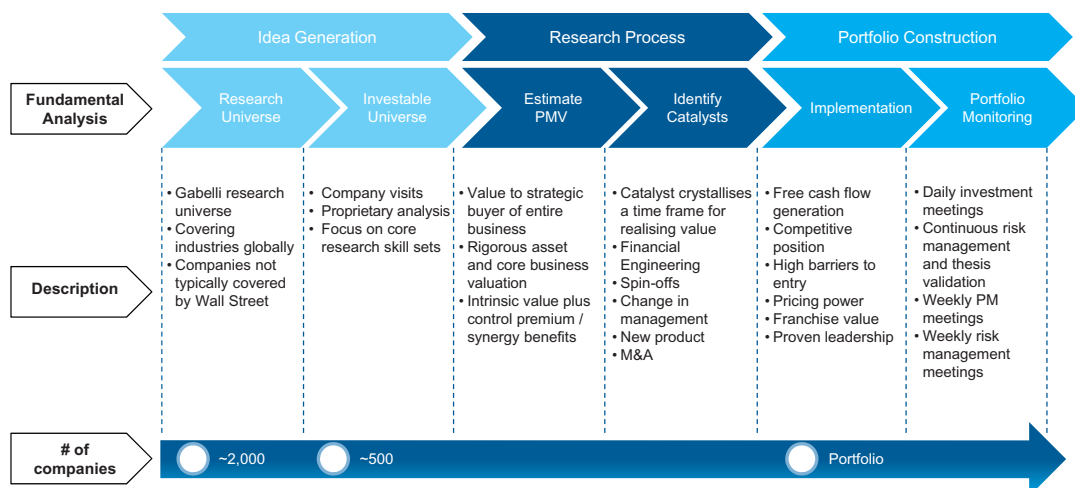 Idea Generation
Research Process
Portfolio Construction
Fundamental
Analysis
Research
Universe
Investable
Universe
Estimate
PMV
Identify
Catalysts
Implementation
Portfolio
Monitoring
Description
• Gabelli research
universe
• Covering
industries globally
• Companies not
typically covered
by Wall Street
• Company visits
• Proprietary analysis
• Focus on core
research skill sets
• Value to strategic
buyer of entire
business
• Rigorous asset
and core business
valuation
• Intrinsic value plus
control premium /
synergy benefits
• Catalyst crystallises
a time frame for
realising value
• Financial
Engineering
• Spin-offs
• Change in
management
• New product
• M&A
• Free cash flow
generation
• Competitive
position
• High barriers to
entry
• Pricing power
• Franchise value
• Proven leadership
• Daily investment
meetings
• Continuous risk
management
and thesis
validation
• Weekly PM
meetings
• Weekly risk
management
meetings
# of
companies
~2,000
~500
Portfolio